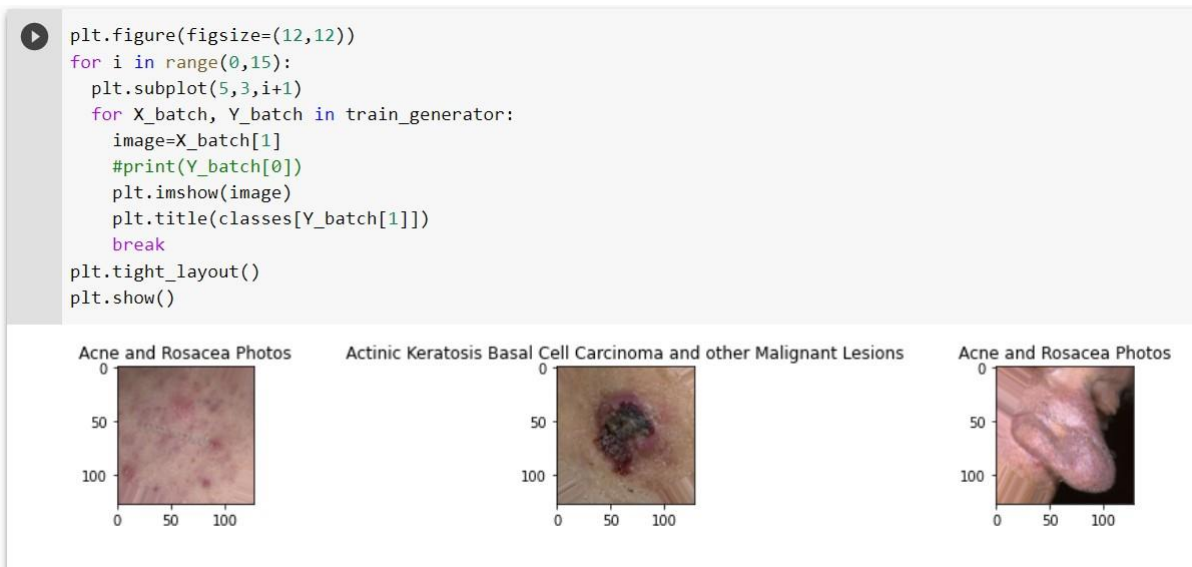 plt.figure(figsize=(12,12))
for i in range(0,15):
  plt.subplot(5,3,i+1)
  for X_batch, Y_batch in train_generator:
    image=X_batch[1]
    #print(Y_batch[0])
    plt.imshow(image)
    plt.title(classes[Y_batch[1]])
    break
plt.tight_layout()
plt.show()
Acne and Rosacea Photos Actinic Keratosis Basal Cell Carcinoma and other Malignant Lesions Acne and Rosacea Photos
0 0 0
50 50 50
100 100 100
0 50 100 0 50 100 0 50 100